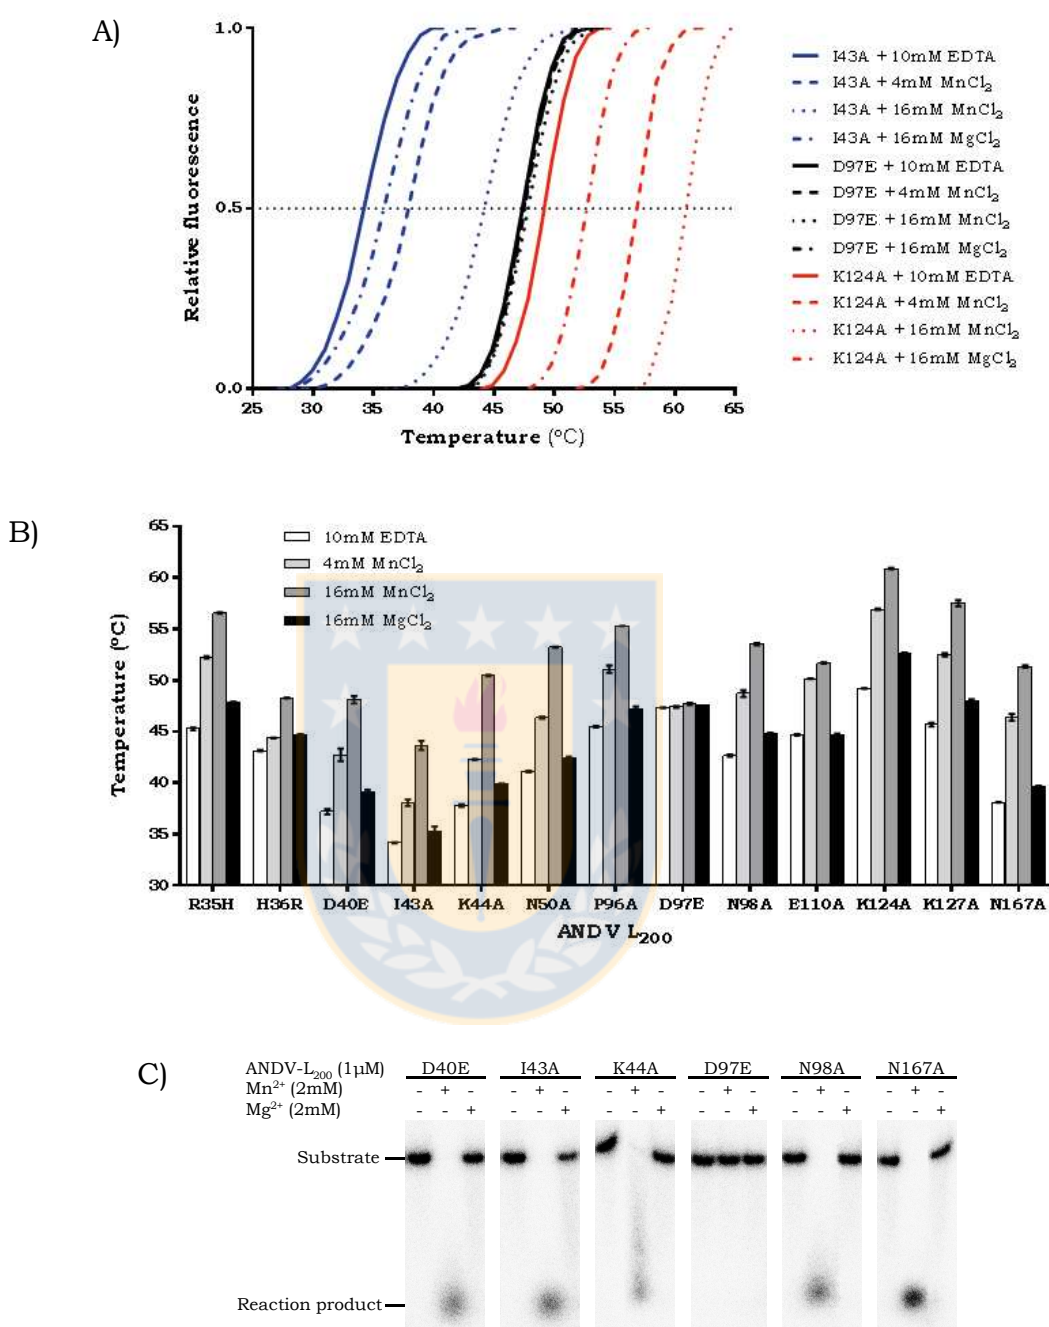 A)
Relative fluorescence
1.0
0.5
0.0
25 30 35 40 45 50 55 60 65
Temperature (°C)
I43A + 10mM EDTA
I43A + 4mM MnCl₂
I43A + 16mM MnCl₂
I43A + 16mM MgCl₂
D97E + 10mM EDTA
D97E + 4mM MnCl₂
D97E + 16mM MnCl₂
D97E + 16mM MgCl₂
K124A + 10mM EDTA
K124A + 4mM MnCl₂
K124A + 16mM MnCl₂
K124A + 16mM MgCl₂
B)
Temperature (°C)
65
60
55
50
45
40
35
30
10mM EDTA
4mM MnCl₂
16mM MnCl₂
16mM MgCl₂
R35H H36R D40E I43A K44A N50A P96A D97E N98A E110A K124A K127A N167A
ANDV L₂₀₀
C)
ANDV-L₂₀₀ (1µM) D40E I43A K44A D97E N98A N167A
Mn²⁺ (2mM) - + - - + - - + - - + - - + - - + -
Mg²⁺ (2mM) - - + - - + - - + - - + - - + - - +
Substrate
Reaction product